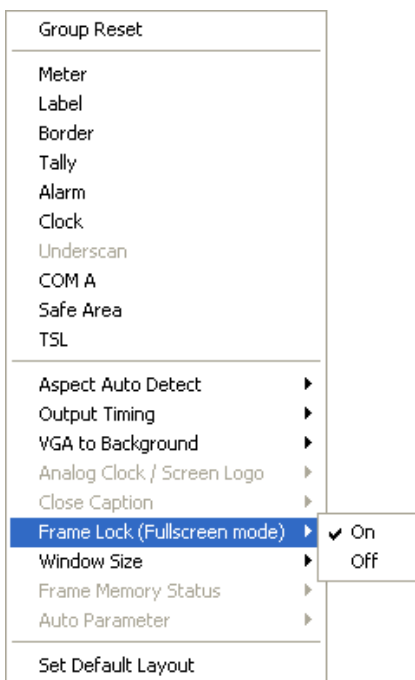 Group Reset
Meter
Label
Border
Tally
Alarm
Clock
Underscan
COM A
Safe Area
TSL
Aspect Auto Detect
Output Timing
VGA to Background
Analog Clock / Screen Logo
Close Caption
Frame Lock (Fullscreen mode)
On
Off
Window Size
Frame Memory Status
Auto Parameter
Set Default Layout